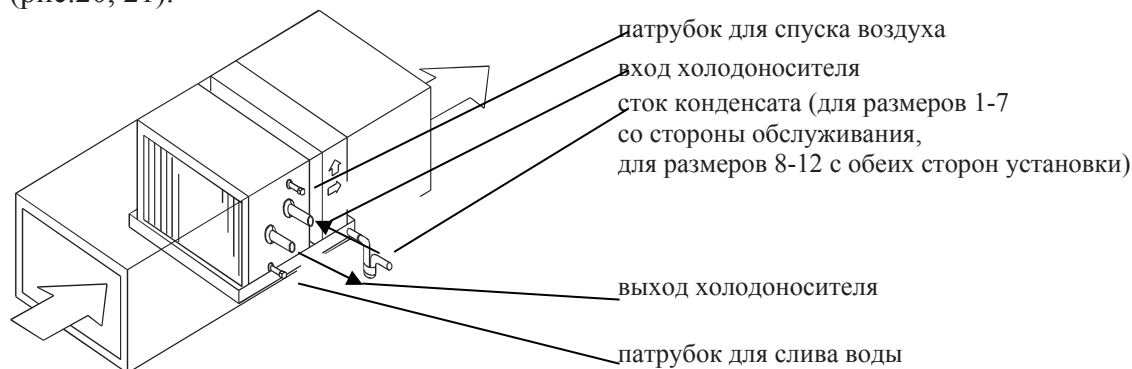 (рис.20, 21).
патрубок для спуска воздуха
вход холодоносителя
сток конденсата (для размеров 1-7
со стороны обслуживания,
для размеров 8-12 с обеих сторон установки)
выход холодоносителя
патрубок для слива воды